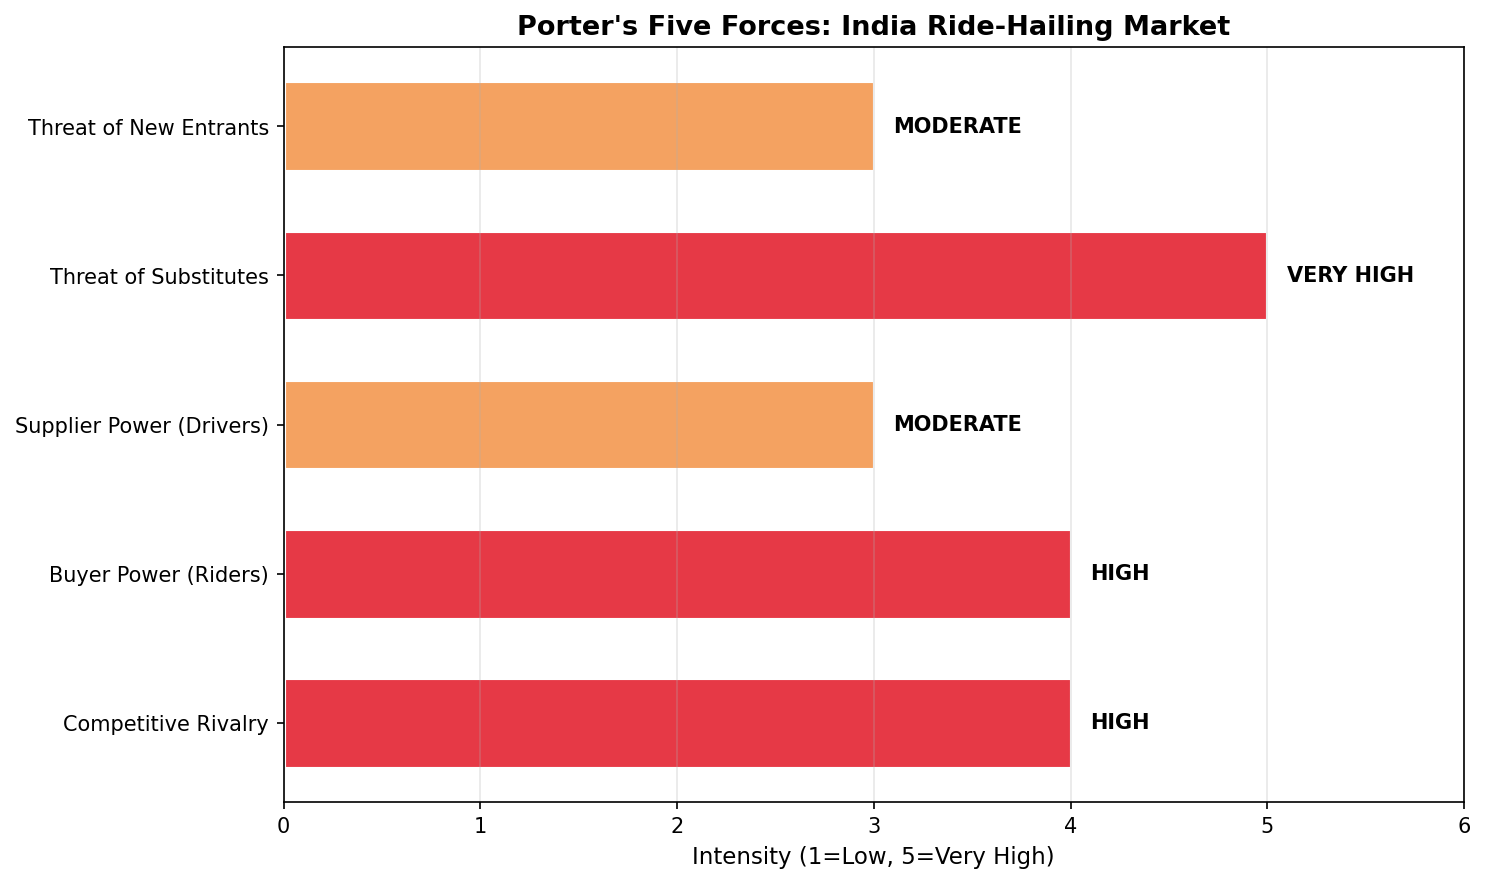 Porter's Five Forces: India Ride-Hailing Market
Threat of New Entrants
MODERATE
Threat of Substitutes
VERY HIGH
Supplier Power (Drivers)
MODERATE
Buyer Power (Riders)
HIGH
Competitive Rivalry
HIGH
0 1 2 3 4 5 6
Intensity (1=Low, 5=Very High)